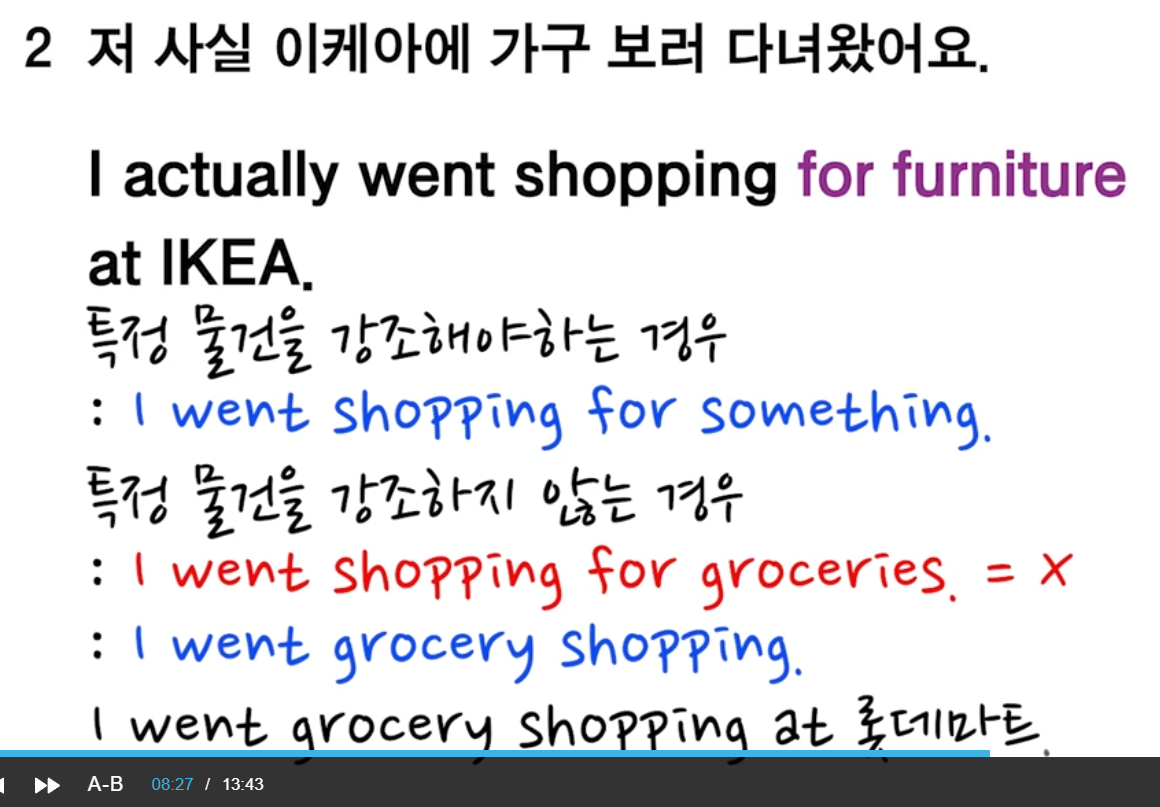 2 저 사실 이케아에 가구 보러 다녀왔어요.
I actually went shopping for furniture
at IKEA.
특정 물건을 강조해야하는 경우
: I went shopping for something.
특정 물건을 강조하지 않는 경우
: I went shopping for groceries. = X
: I went grocery shopping.
I went grocery shopping at 롯데마트.
A-B 08:27 / 13:43